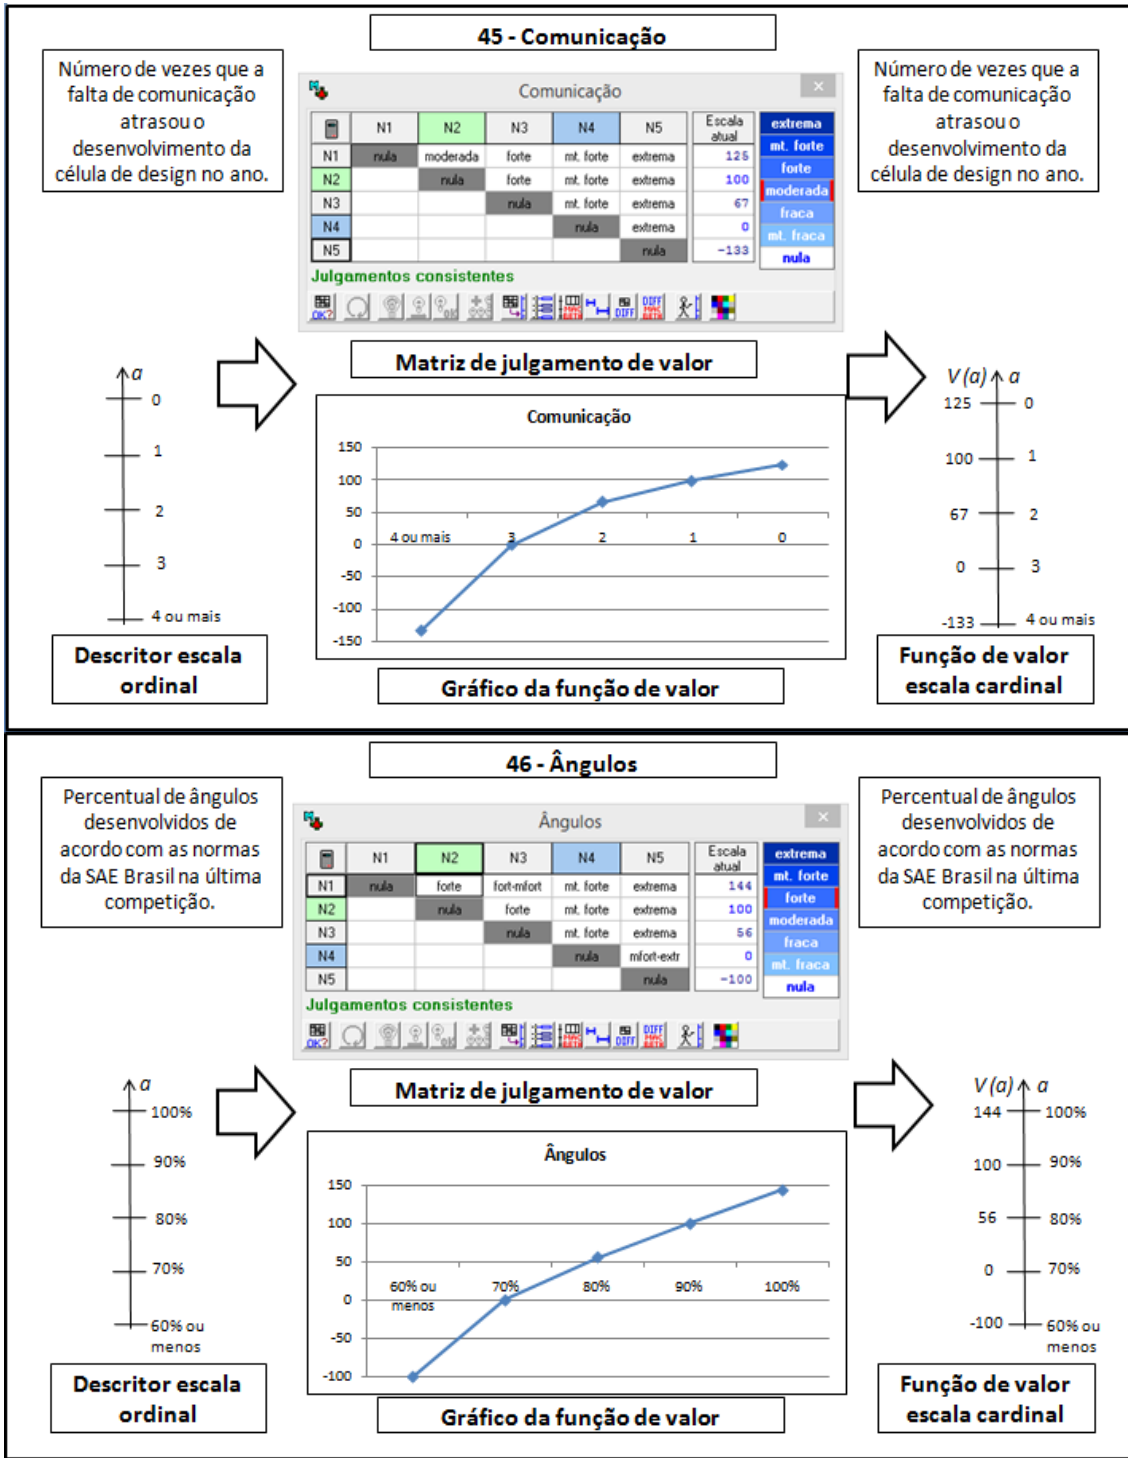 45 - Comunicação
Número de vezes que a
falta de comunicação
atrasou o
desenvolvimento da
célula de design no ano.
Comunicação
N1 N2 N3 N4 N5 Escala atual
N1 nula moderada forte mt. forte extrema 125
N2 nula forte mt. forte extrema 100
N3 nula mt. forte extrema 67
N4 nula extrema 0
N5 nula -133
Julgamentos consistentes
extrema
mt. forte
forte
moderada
fraca
mt. fraca
nula
Número de vezes que a
falta de comunicação
atrasou o
desenvolvimento da
célula de design no ano.
Matriz de julgamento de valor
a
0
1
2
3
4 ou mais
Descritor escala
ordinal
Comunicação
150
100
50
0
-50
-100
-150
4 ou mais 3 2 1 0
Gráfico da função de valor
V(a) a
125 0
100 1
67 2
0 3
-133 4 ou mais
Função de valor
escala cardinal
46 - Ângulos
Percentual de ângulos
desenvolvidos de
acordo com as normas
da SAE Brasil na última
competição.
Ângulos
N1 N2 N3 N4 N5 Escala atual
N1 nula forte fort-mfort mt. forte extrema 144
N2 nula forte mt. forte extrema 100
N3 nula mt. forte extrema 56
N4 nula mfort-extr 0
N5 nula -100
Julgamentos consistentes
extrema
mt. forte
forte
moderada
fraca
mt. fraca
nula
Percentual de ângulos
desenvolvidos de
acordo com as normas
da SAE Brasil na última
competição.
Matriz de julgamento de valor
a
100%
90%
80%
70%
60% ou
menos
Descritor escala
ordinal
Ângulos
150
100
50
0
-50
-100
60% ou menos 70% 80% 90% 100%
Gráfico da função de valor
V(a) a
144 100%
100 90%
56 80%
0 70%
-100 60% ou
menos
Função de valor
escala cardinal